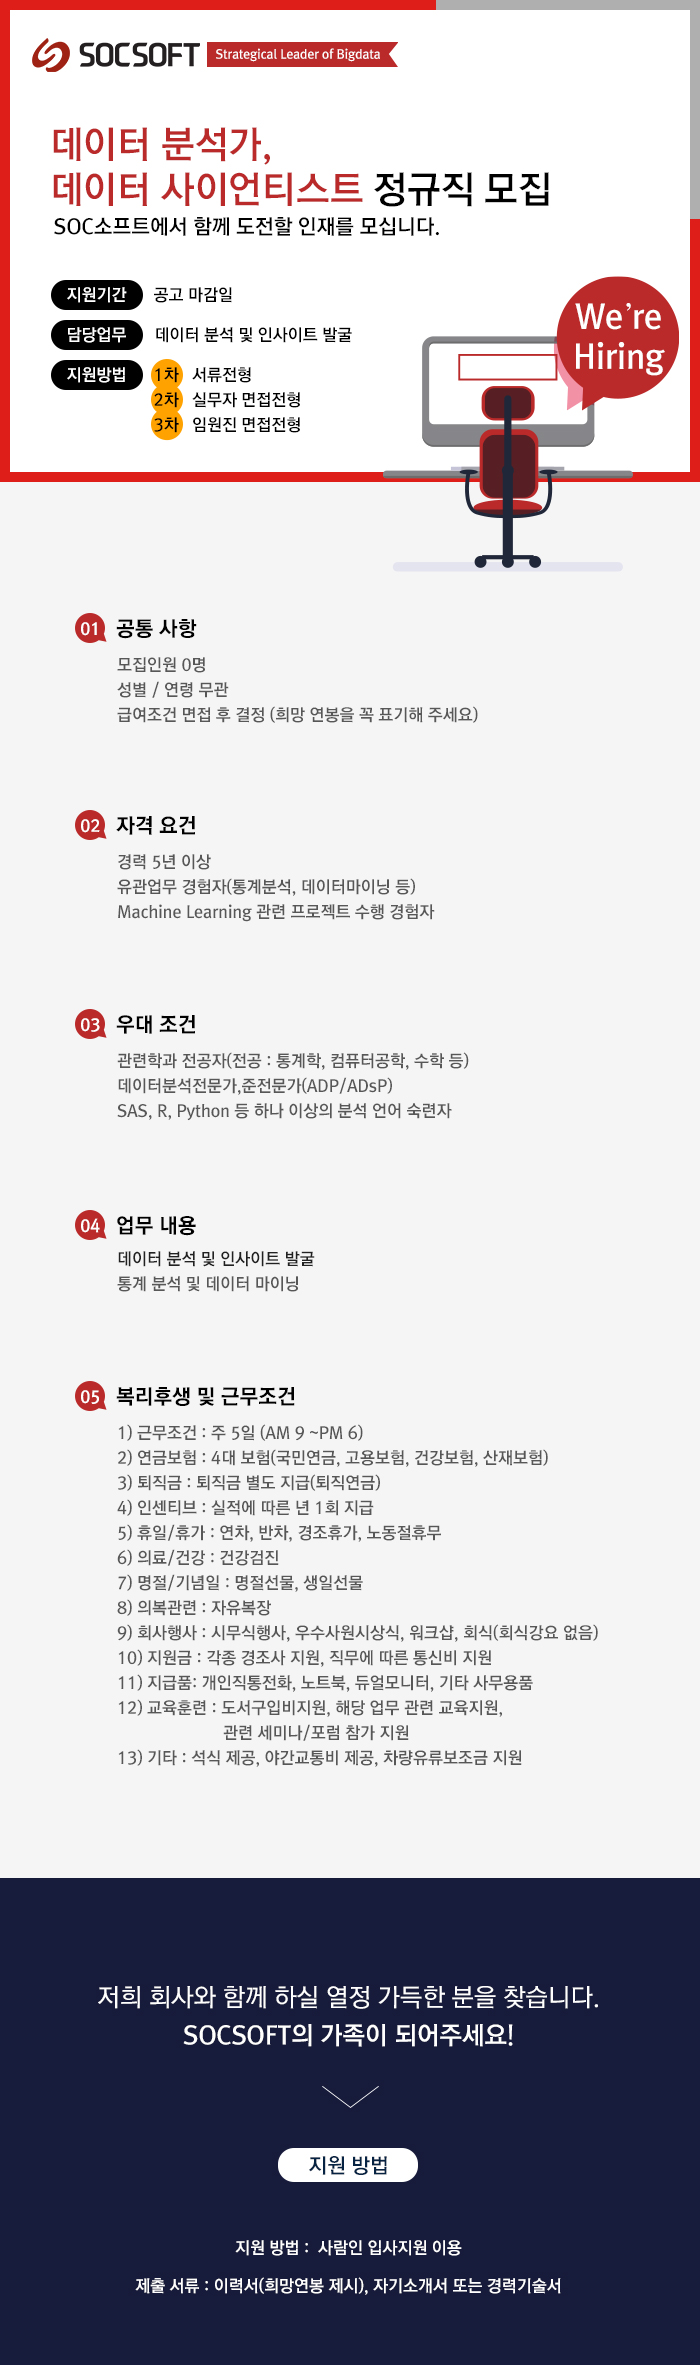 SOCSOFT Strategical Leader of Bigdata
데이터 분석가,
데이터 사이언티스트 정규직 모집
SOC소프트에서 함께 도전할 인재를 모십니다.
지원기간 공고 마감일
담당업무 데이터 분석 및 인사이트 발굴
지원방법 1차 서류전형
2차 실무자 면접전형
3차 임원진 면접전형
We're
Hiring
01 공통 사항
모집인원 0명
성별 / 연령 무관
급여조건 면접 후 결정 (희망 연봉을 꼭 표기해 주세요)
02 자격 요건
경력 5년 이상
유관업무 경험자(통계분석, 데이터마이닝 등)
Machine Learning 관련 프로젝트 수행 경험자
03 우대 조건
관련학과 전공자(전공 : 통계학, 컴퓨터공학, 수학 등)
데이터분석전문가,준전문가(ADP/ADsP)
SAS, R, Python 등 하나 이상의 분석 언어 숙련자
04 업무 내용
데이터 분석 및 인사이트 발굴
통계 분석 및 데이터 마이닝
05 복리후생 및 근무조건
1) 근무조건 : 주 5일 (AM 9 ~PM 6)
2) 연금보험 : 4대 보험(국민연금, 고용보험, 건강보험, 산재보험)
3) 퇴직금 : 퇴직금 별도 지급(퇴직연금)
4) 인센티브 : 실적에 따른 년 1회 지급
5) 휴일/휴가 : 연차, 반차, 경조휴가, 노동절휴무
6) 의료/건강 : 건강검진
7) 명절/기념일 : 명절선물, 생일선물
8) 의복관련 : 자유복장
9) 회사행사 : 시무식행사, 우수사원시상식, 워크샵, 회식(회식강요 없음)
10) 지원금 : 각종 경조사 지원, 직무에 따른 통신비 지원
11) 지급품: 개인직통전화, 노트북, 듀얼모니터, 기타 사무용품
12) 교육훈련 : 도서구입비지원, 해당 업무 관련 교육지원,
관련 세미나/포럼 참가 지원
13) 기타 : 석식 제공, 야간교통비 제공, 차량유류보조금 지원
저희 회사와 함께 하실 열정 가득한 분을 찾습니다.
SOCSOFT의 가족이 되어주세요!
지원 방법
지원 방법 : 사람인 입사지원 이용
제출 서류 : 이력서(희망연봉 제시), 자기소개서 또는 경력기술서